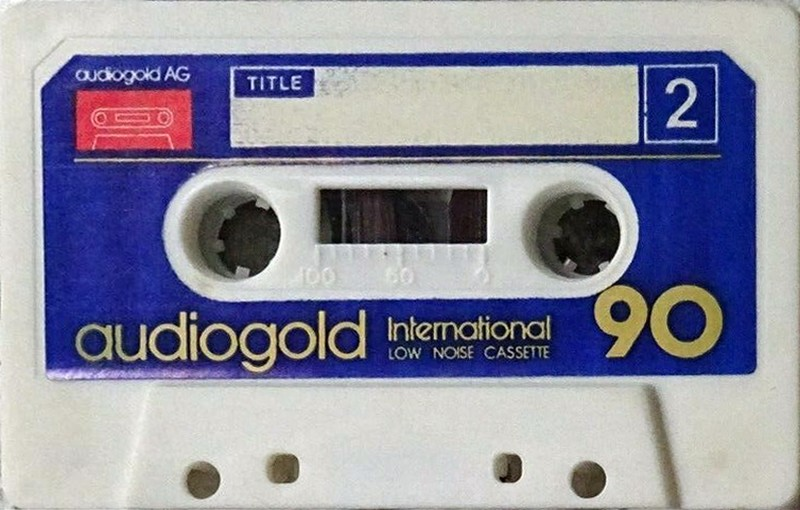 audiogold AG
TITLE
2
100 50 0
audiogold International 90
LOW NOISE CASSETTE